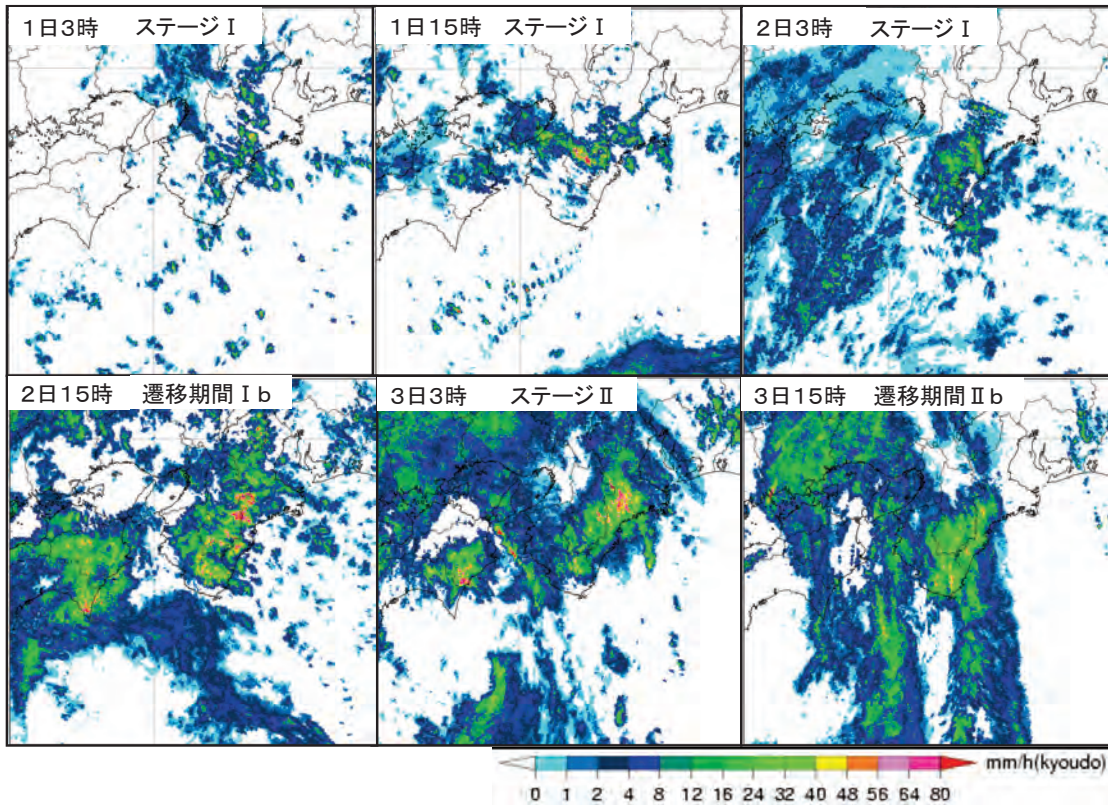 1日3時 ステージⅠ
1日15時 ステージⅠ
2日3時 ステージⅠ
2日15時 遷移期間Ⅰb
3日3時 ステージⅡ
3日15時 遷移期間Ⅱb
mm/h(kyoudo)
0 1 2 4 8 12 16 24 32 40 48 56 64 80